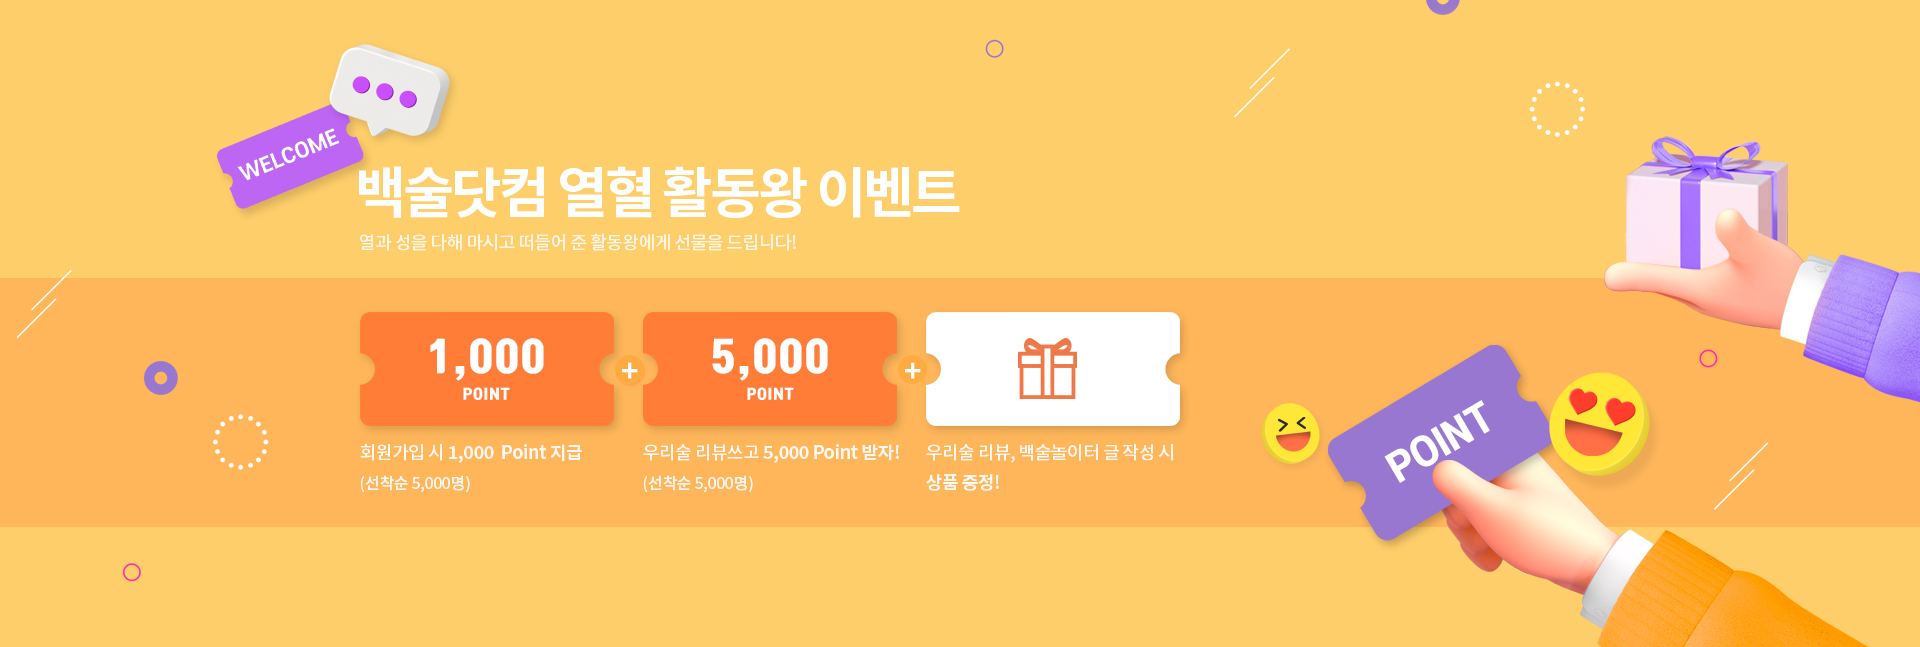 WELCOME
백술닷컴 열혈 활동왕 이벤트
열과 성을 다해 마시고 떠들어 준 활동왕에게 선물을 드립니다!
1,000
POINT
+
5,000
POINT
+
회원가입 시 1,000 Point 지급
(선착순 5,000명)
우리술 리뷰쓰고 5,000 Point 받자!
(선착순 5,000명)
우리술 리뷰, 백술놀이터 글 작성 시
상품 증정!
POINT